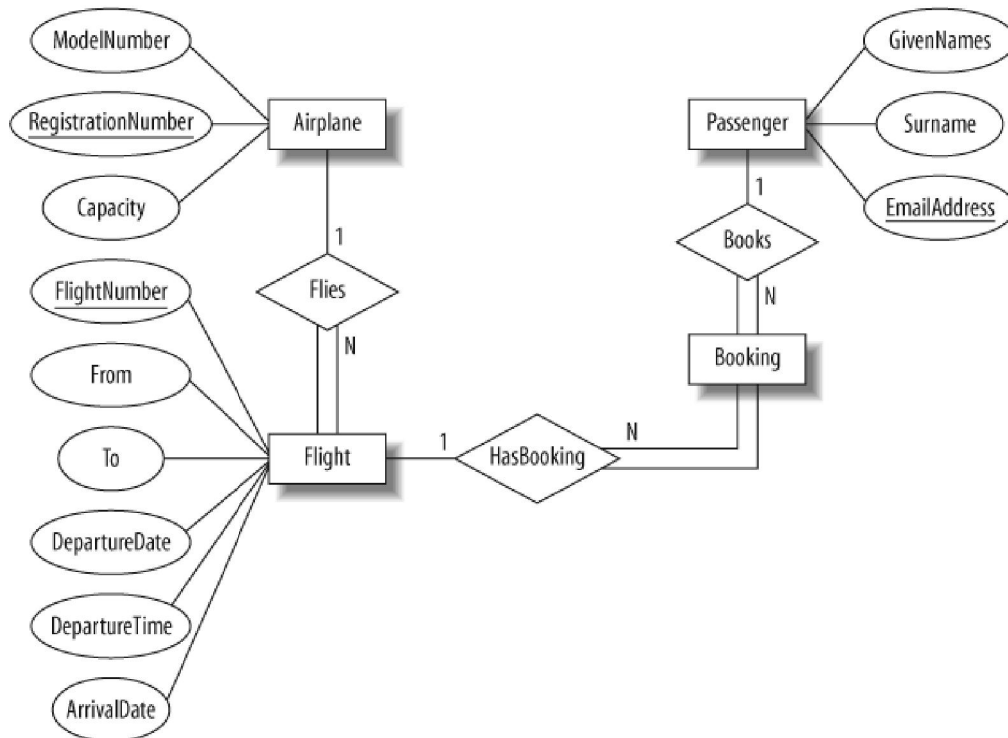 ModelNumber
GivenNames
RegistrationNumber
Airplane
Passenger
Surname
Capacity
1
1
EmailAddress
Books
FlightNumber
Flies
N
N
From
Booking
To
Flight
1
HasBooking
N
DepartureDate
DepartureTime
ArrivalDate